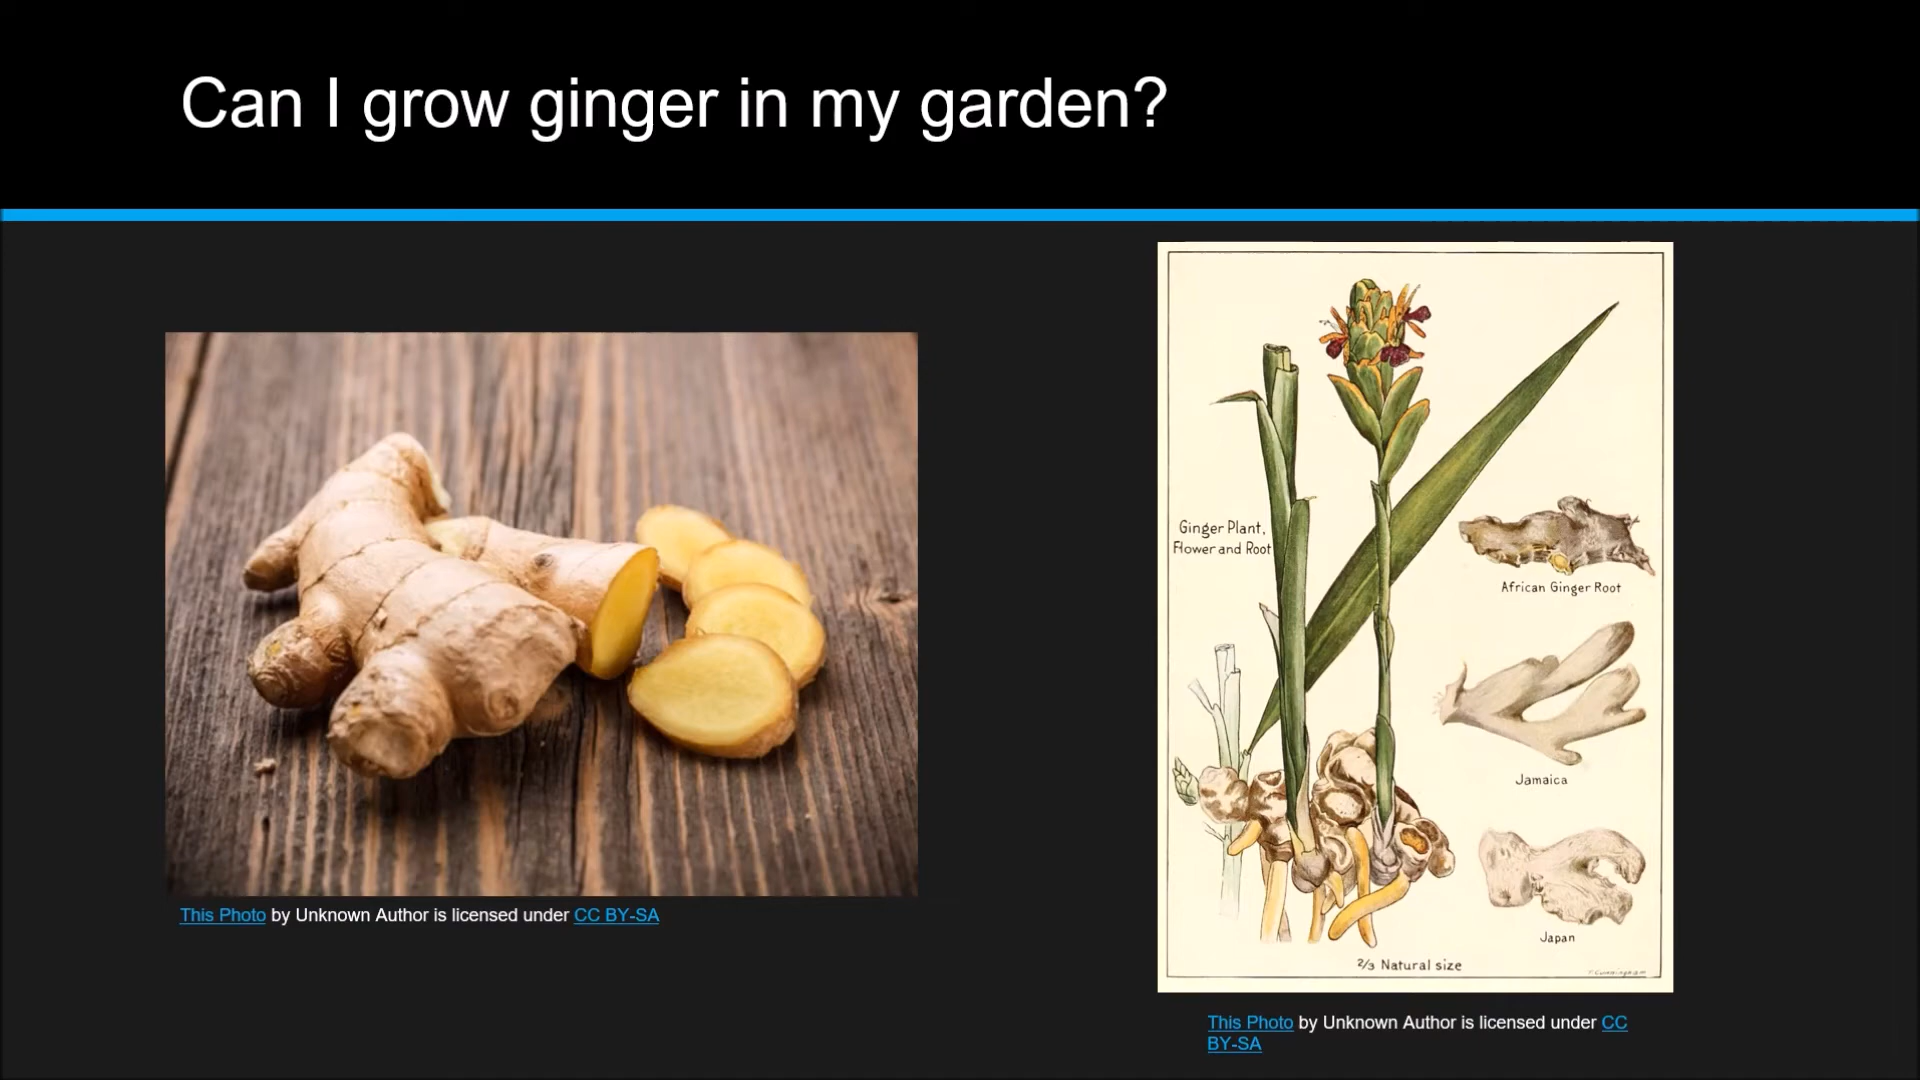 Can I grow ginger in my garden?
Ginger Plant,
Flower and Root
African Ginger Root
Jamaica
Japan
2/3 Natural size
This Photo by Unknown Author is licensed under CC BY-SA
This Photo by Unknown Author is licensed under CC
BY-SA